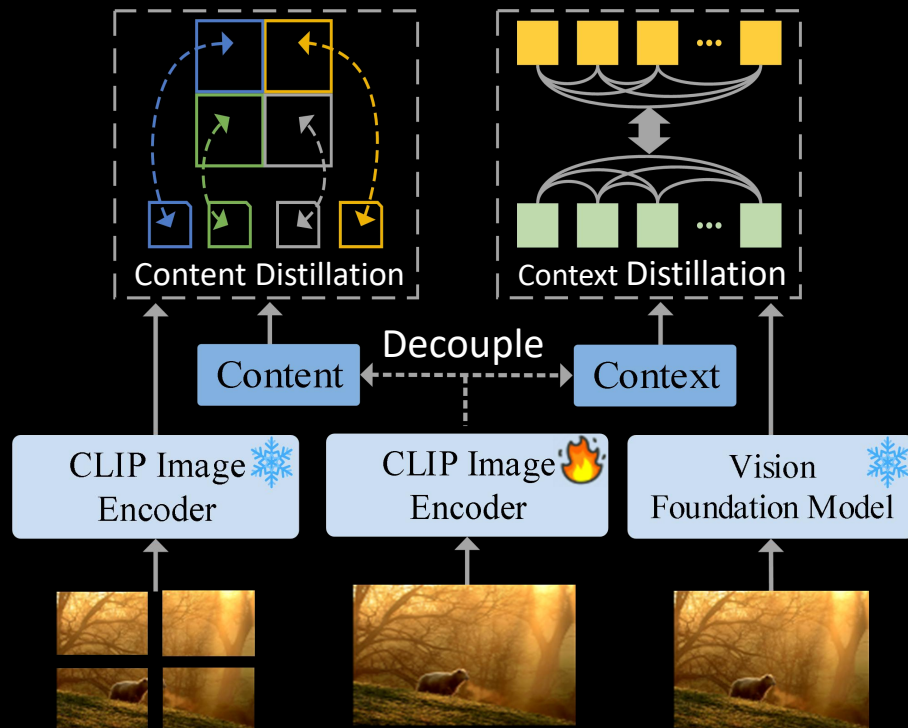 Content Distillation
Context Distillation
Decouple
Content
Context
CLIP Image
Encoder
CLIP Image
Encoder
Vision
Foundation Model